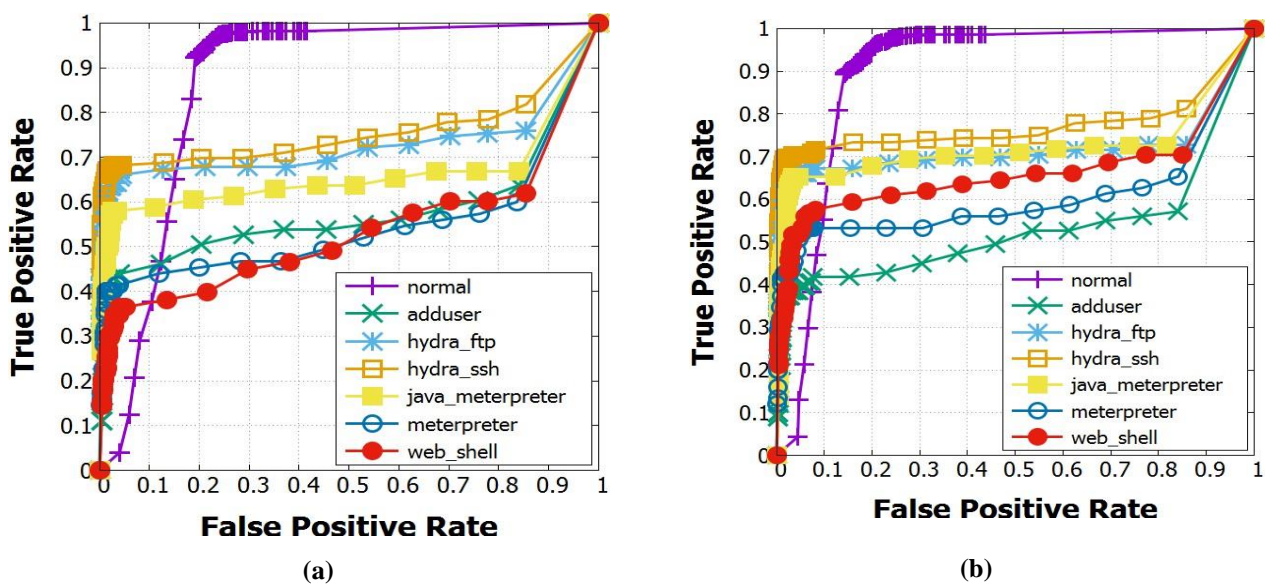 True Positive Rate
1
0.9
0.8
0.7
0.6
0.5
0.4
0.3
0.2
0.1
0
normal
adduser
hydra_ftp
hydra_ssh
java_meterpreter
meterpreter
web_shell
0 0.1 0.2 0.3 0.4 0.5 0.6 0.7 0.8 0.9 1
False Positive Rate
(a)
True Positive Rate
1
0.9
0.8
0.7
0.6
0.5
0.4
0.3
0.2
0.1
0
normal
adduser
hydra_ftp
hydra_ssh
java_meterpreter
meterpreter
web_shell
0 0.1 0.2 0.3 0.4 0.5 0.6 0.7 0.8 0.9 1
False Positive Rate
(b)